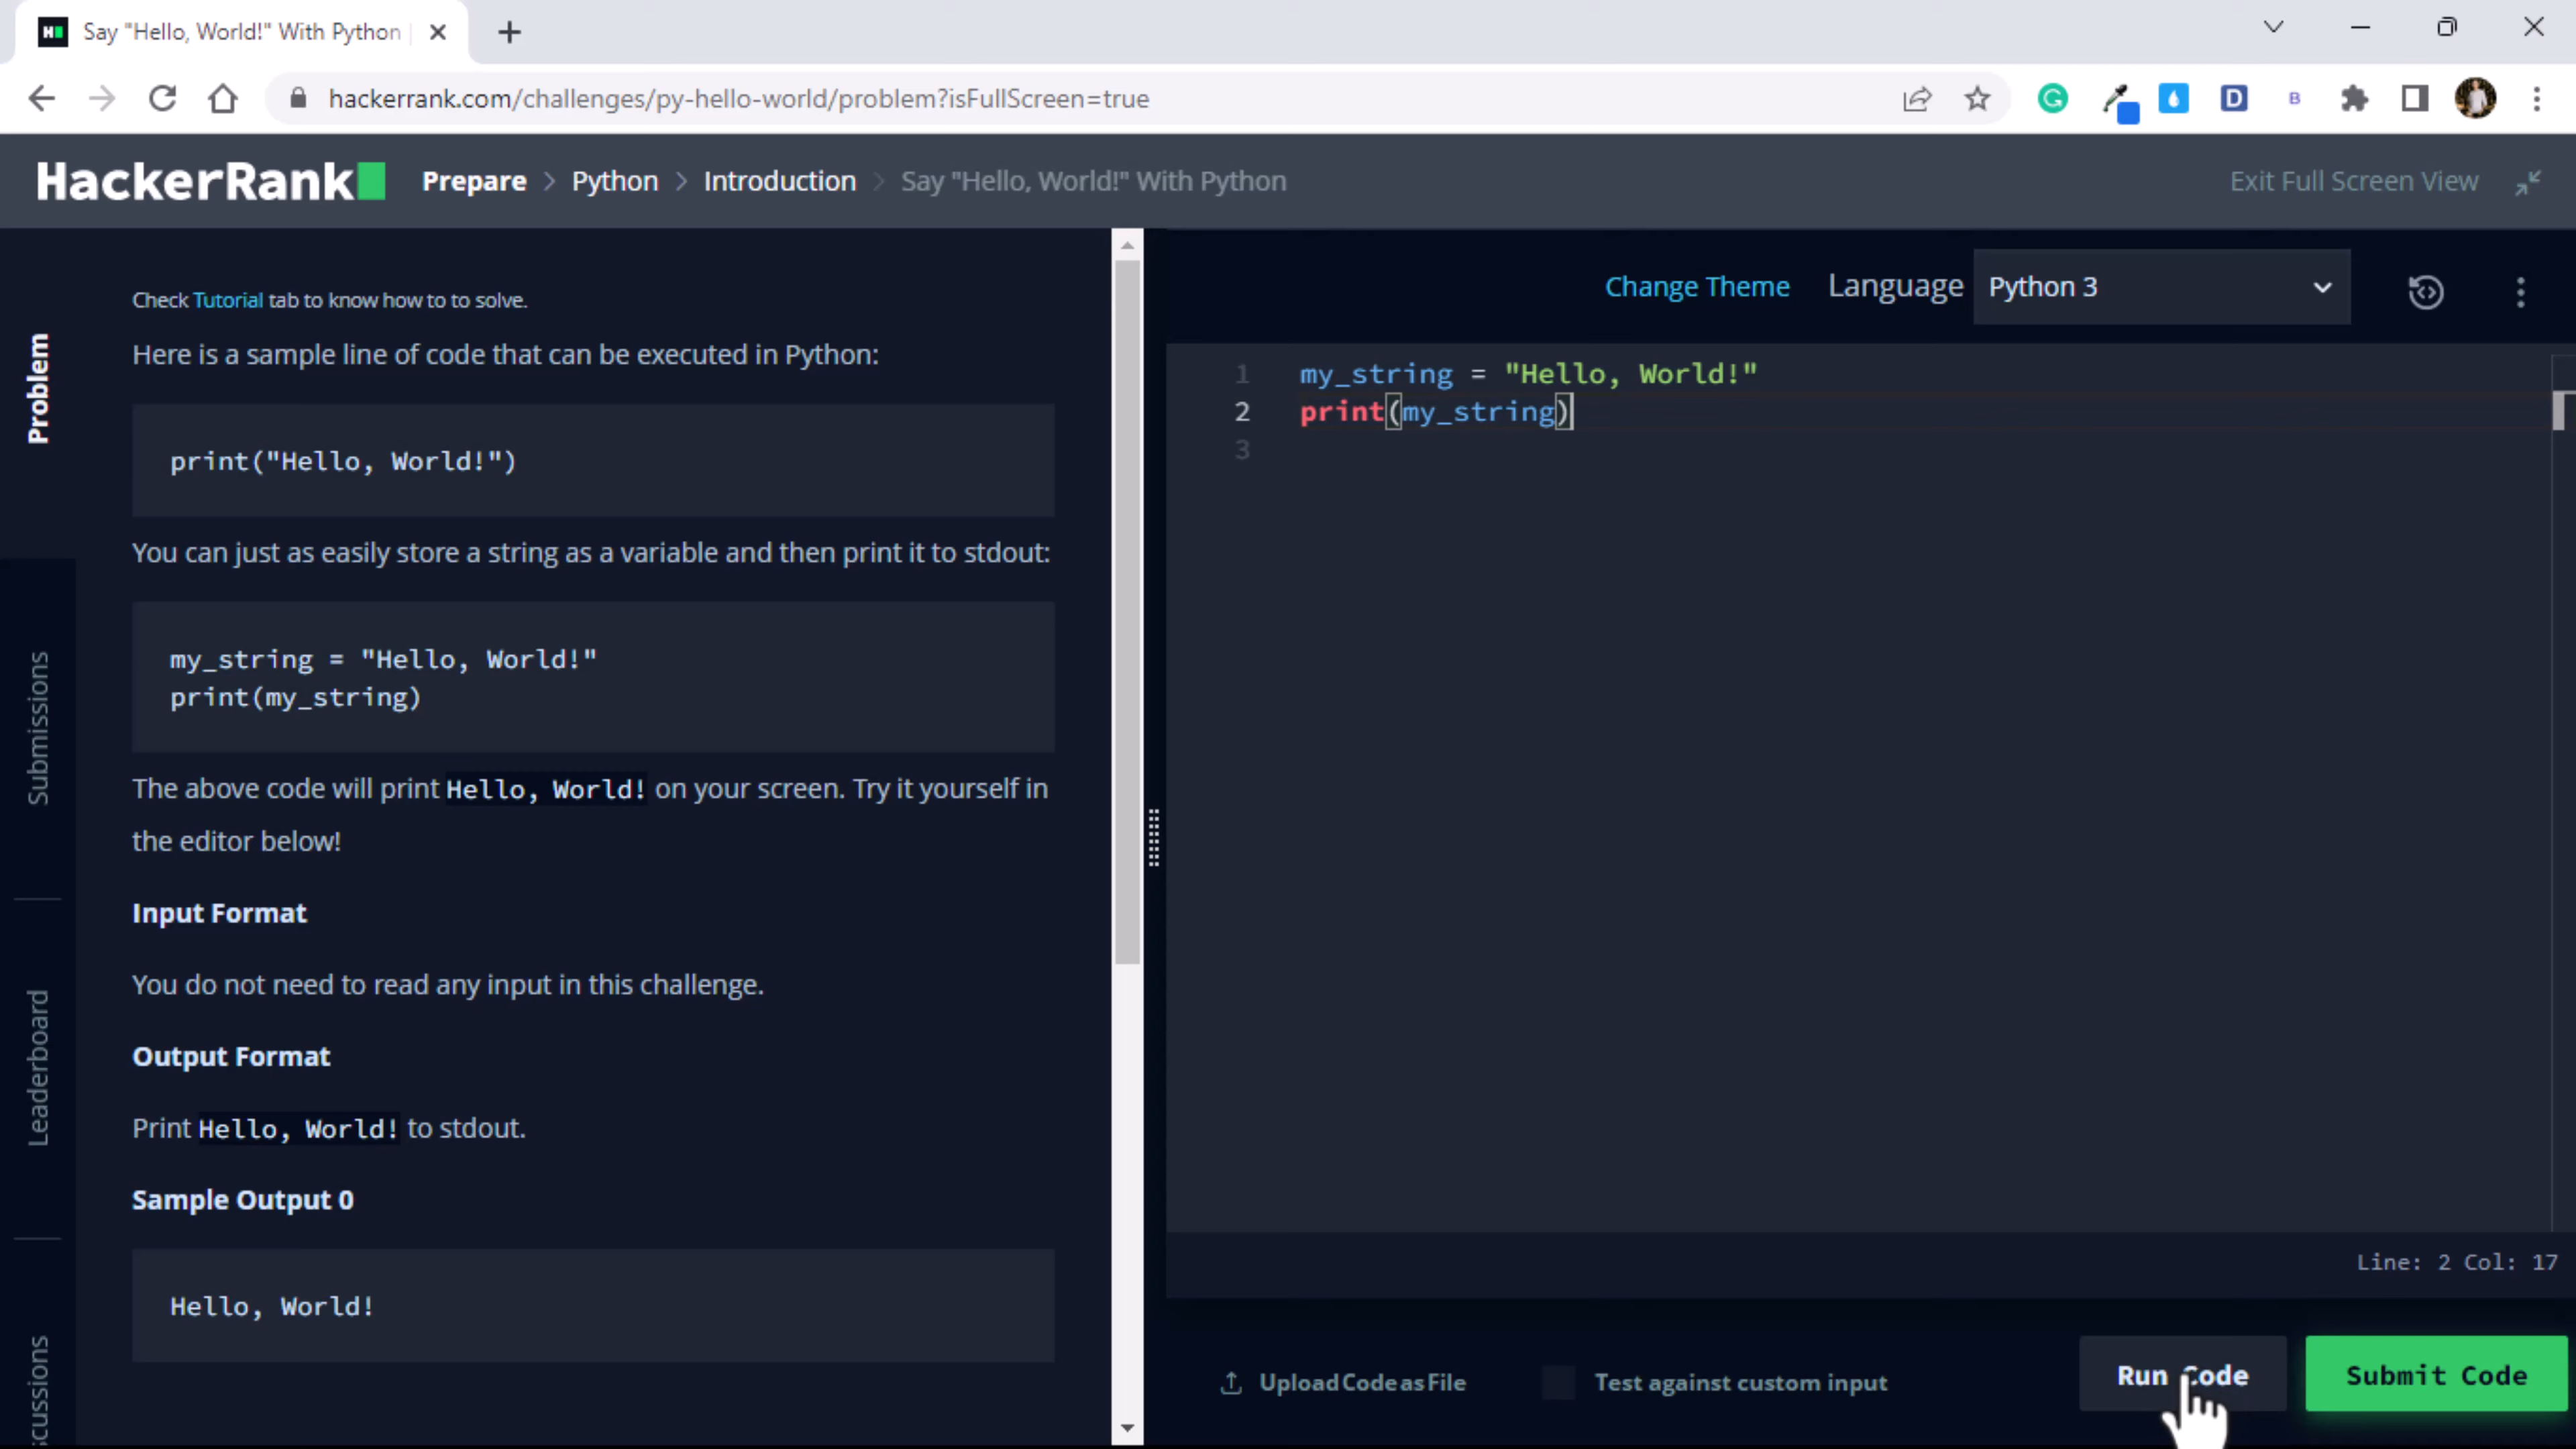 Say "Hello, World!" With Python
hackerrank.com/challenges/py-hello-world/problem?isFullScreen=true
HackerRank Prepare > Python > Introduction > Say "Hello, World!" With Python
Exit Full Screen View
Problem
Submissions
Leaderboard
Check Tutorial tab to know how to to solve.
Here is a sample line of code that can be executed in Python:
print("Hello, World!")
You can just as easily store a string as a variable and then print it to stdout:
my_string = "Hello, World!"
print(my_string)
The above code will print Hello, World! on your screen. Try it yourself in
the editor below!
Input Format
You do not need to read any input in this challenge.
Output Format
Print Hello, World! to stdout.
Sample Output 0
Hello, World!
Change Theme Language Python 3
1 my_string = "Hello, World!"
2 print(my_string)
3
Line: 2 Col: 17
Upload Code as File
Test against custom input
Run Code
Submit Code